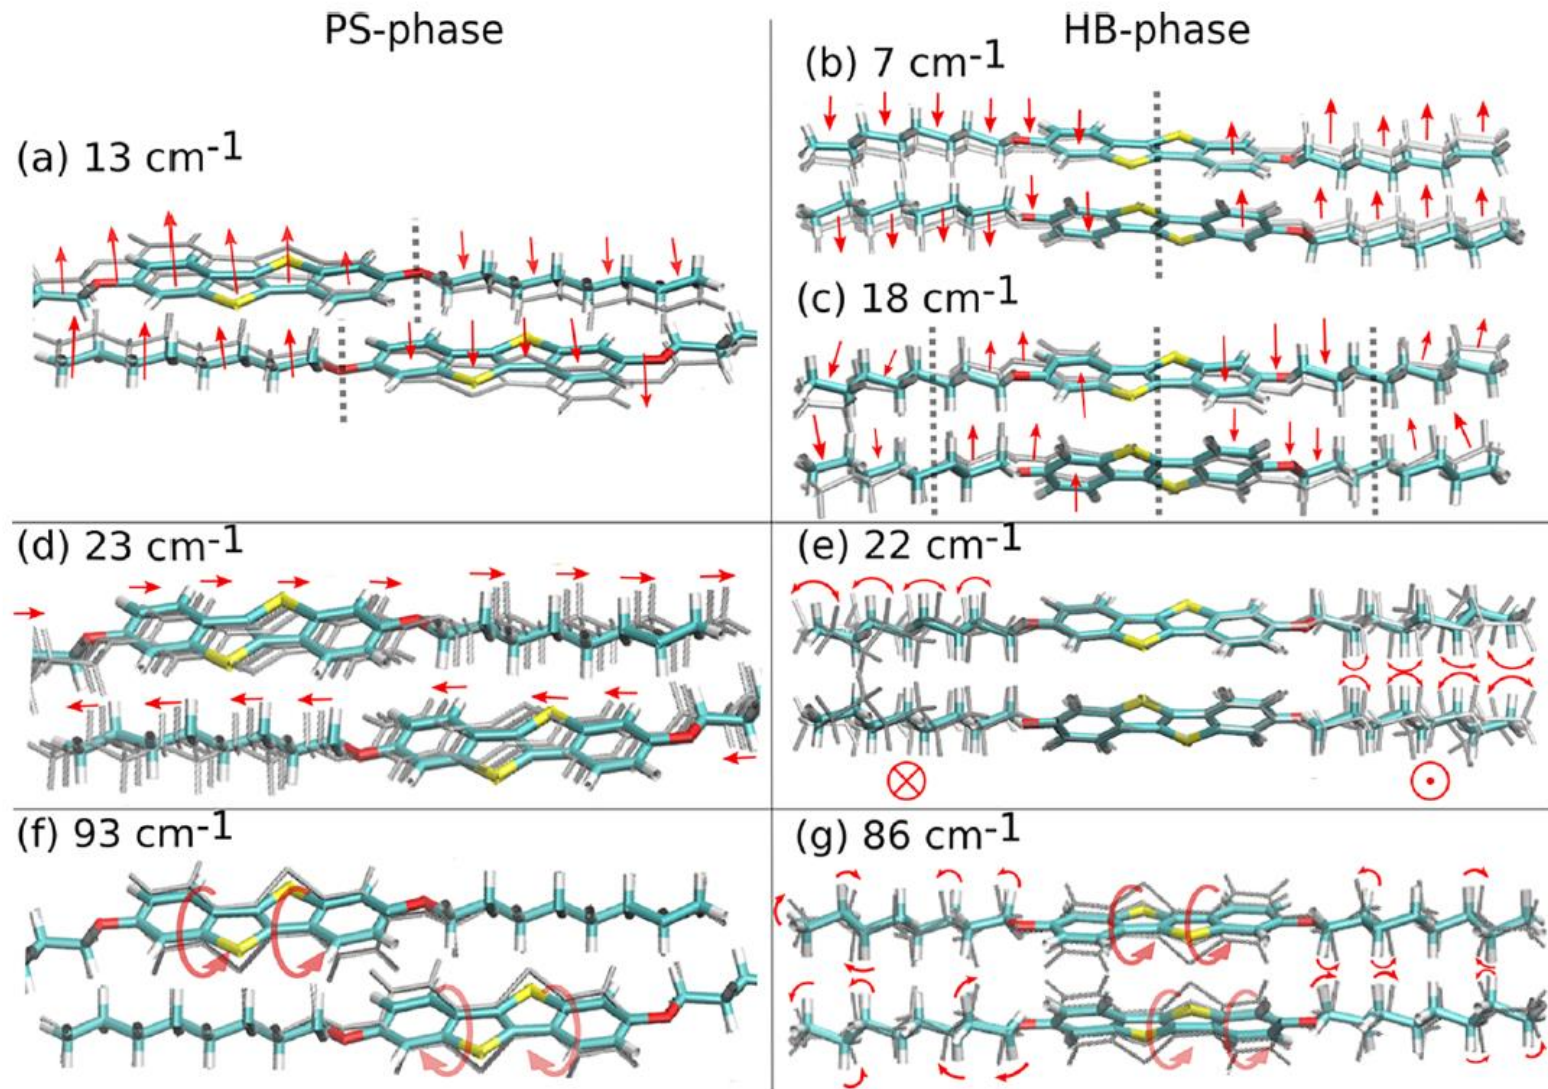 PS-phase
HB-phase
(a) 13 cm-1
(b) 7 cm-1
(c) 18 cm-1
(d) 23 cm-1
(e) 22 cm-1
(f) 93 cm-1
(g) 86 cm-1